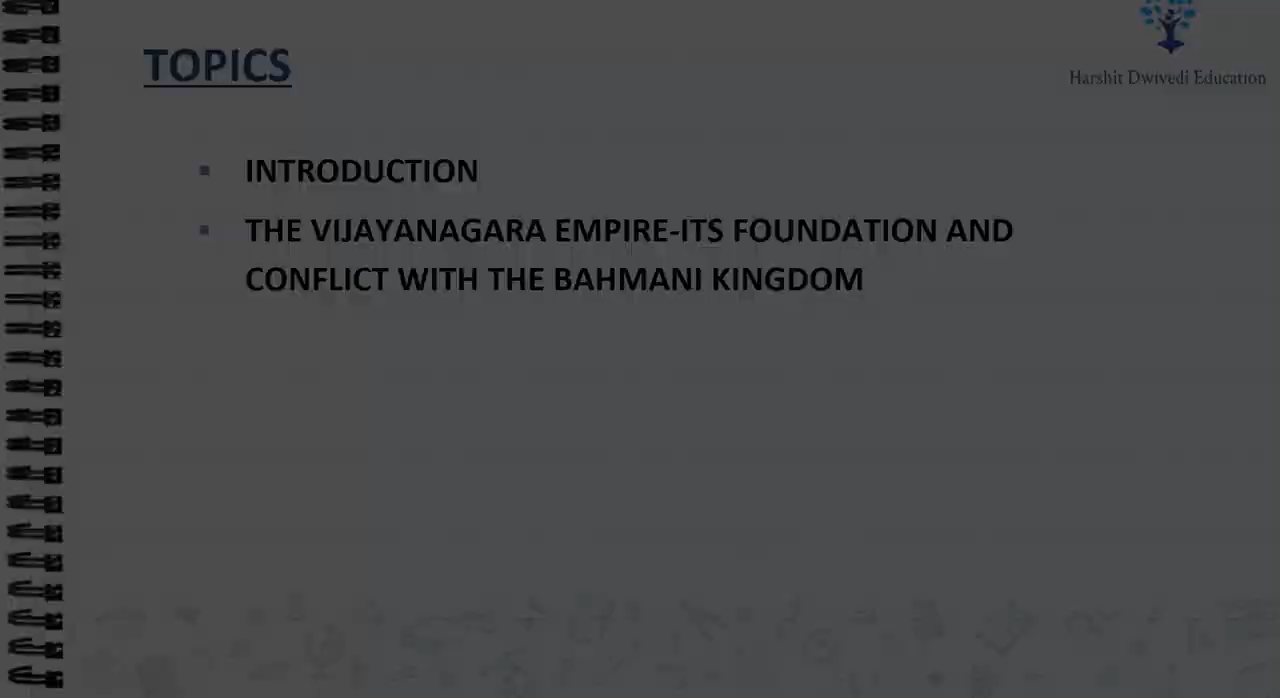 Harshit Dwivedi Education
TOPICS
▪ INTRODUCTION
▪ THE VIJAYANAGARA EMPIRE-ITS FOUNDATION AND
CONFLICT WITH THE BAHMANI KINGDOM